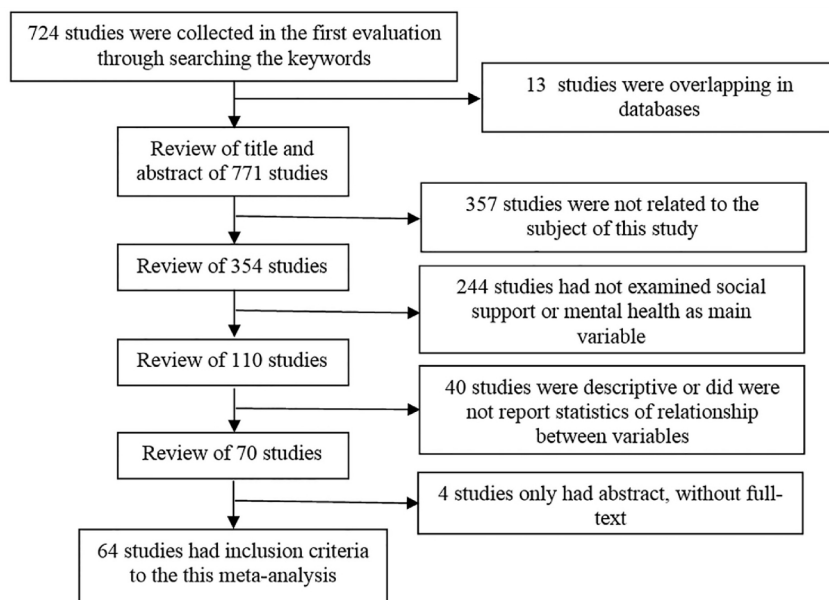 724 studies were collected in the first evaluation
through searching the keywords
13 studies were overlapping in
databases
Review of title and
abstract of 771 studies
357 studies were not related to the
subject of this study
Review of 354 studies
244 studies had not examined social
support or mental health as main
variable
Review of 110 studies
40 studies were descriptive or did were
not report statistics of relationship
between variables
Review of 70 studies
4 studies only had abstract, without full-
text
64 studies had inclusion criteria
to the this meta-analysis